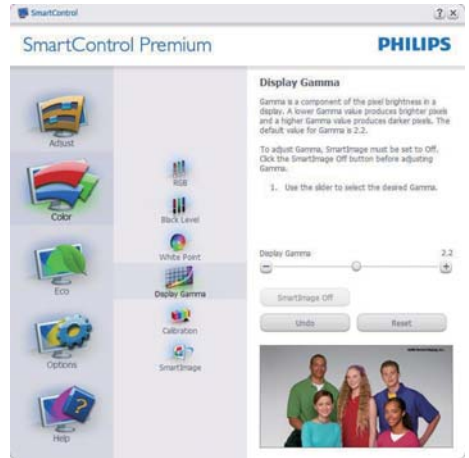 SmartControl
? X
SmartControl Premium
PHILIPS
Adjust
Color
Eco
Options
Help
RGB
Black Level
White Point
Display Gamma
Calibration
SmartImage
Display Gamma
Gamma is a component of the pixel brightness in a
display. A lower Gamma value produces brighter pixels
and a higher Gamma value produces darker pixels. The
default value for Gamma is 2.2.
To adjust Gamma, SmartImage must be set to Off.
Click the SmartImage Off button before adjusting
Gamma.
1. Use the slider to select the desired Gamma.
Display Gamma 2.2
SmartImage Off
Undo Reset